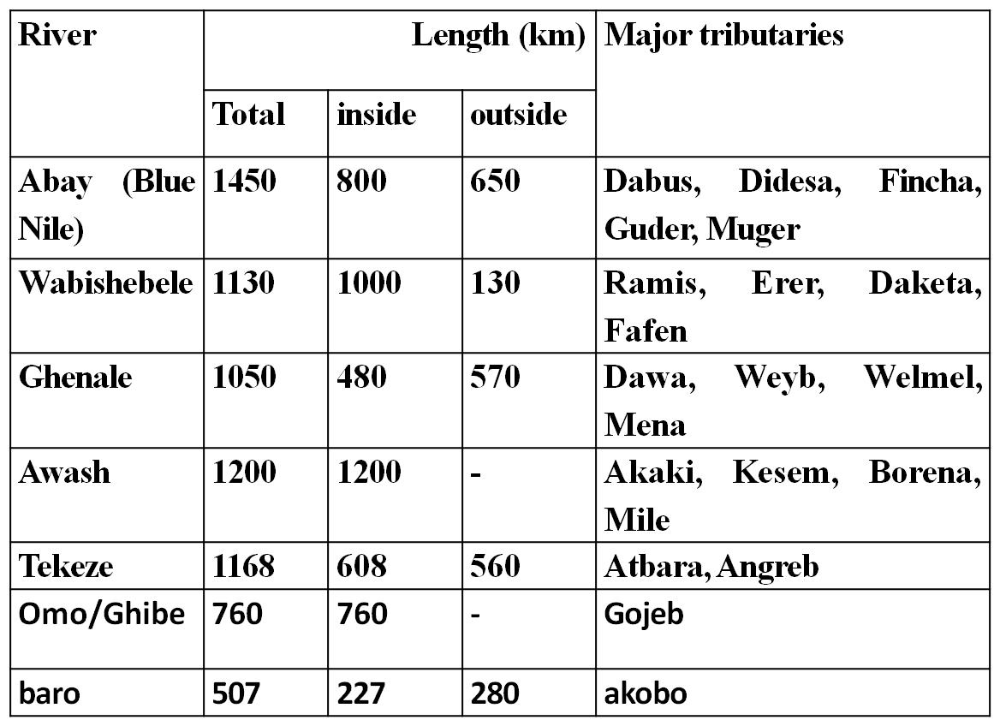 River Length (km) Major tributaries
Total inside outside
Abay (Blue 1450 800 650 Dabus, Didesa, Fincha,
Nile) Guder, Muger
Wabishebele 1130 1000 130 Ramis, Erer, Daketa,
Fafen
Ghenale 1050 480 570 Dawa, Weyb, Welmel,
Mena
Awash 1200 1200 - Akaki, Kesem, Borena,
Mile
Tekeze 1168 608 560 Atbara, Angreb
Omo/Ghibe 760 760 - Gojeb
baro 507 227 280 akobo